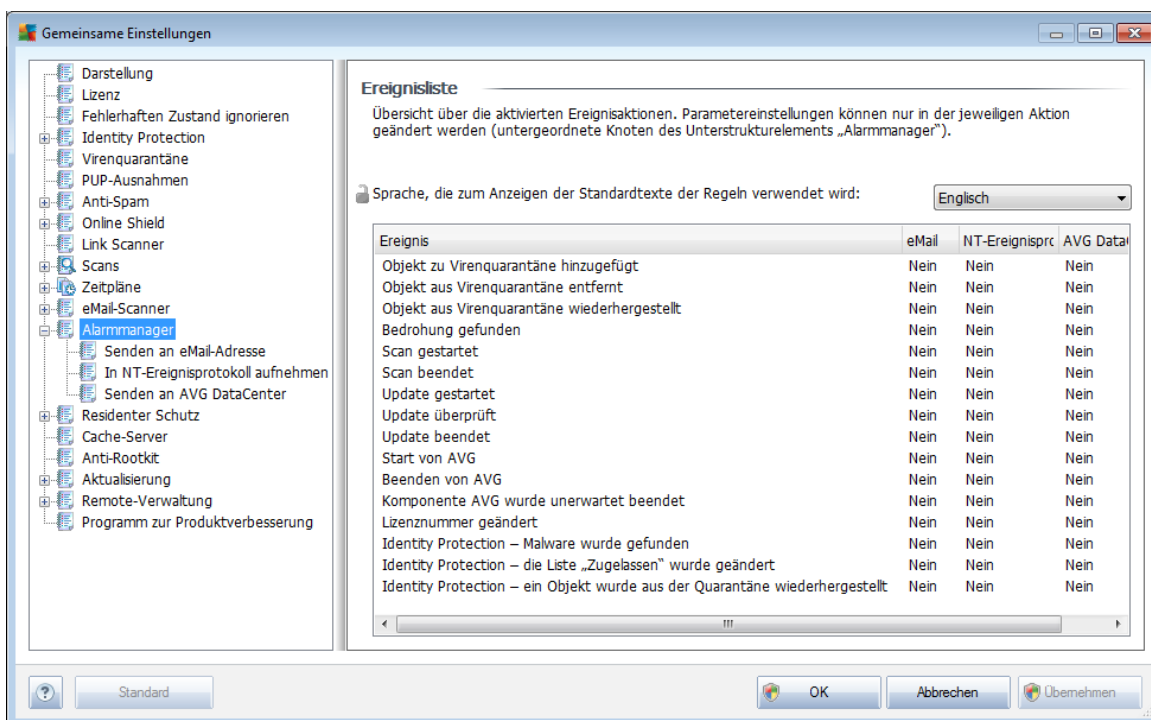 Gemeinsame Einstellungen
Darstellung
Lizenz
Fehlerhaften Zustand ignorieren
Identity Protection
Virenquarantäne
PUP-Ausnahmen
Anti-Spam
Online Shield
Link Scanner
Scans
Zeitpläne
eMail-Scanner
Alarmmanager
Senden an eMail-Adresse
In NT-Ereignisprotokoll aufnehmen
Senden an AVG DataCenter
Residenter Schutz
Cache-Server
Anti-Rootkit
Aktualisierung
Remote-Verwaltung
Programm zur Produktverbesserung
Ereignisliste
Übersicht über die aktivierten Ereignisaktionen. Parametereinstellungen können nur in der jeweiligen Aktion
geändert werden (untergeordnete Knoten des Unterstrukturelements „Alarmmanager“).
Sprache, die zum Anzeigen der Standardtexte der Regeln verwendet wird: Englisch
Ereignis eMail NT-Ereignisprc AVG Data
Objekt zu Virenquarantäne hinzugefügt Nein Nein Nein
Objekt aus Virenquarantäne entfernt Nein Nein Nein
Objekt aus Virenquarantäne wiederhergestellt Nein Nein Nein
Bedrohung gefunden Nein Nein Nein
Scan gestartet Nein Nein Nein
Scan beendet Nein Nein Nein
Update gestartet Nein Nein Nein
Update überprüft Nein Nein Nein
Update beendet Nein Nein Nein
Start von AVG Nein Nein Nein
Beenden von AVG Nein Nein Nein
Komponente AVG wurde unerwartet beendet Nein Nein Nein
Lizenznummer geändert Nein Nein Nein
Identity Protection – Malware wurde gefunden Nein Nein Nein
Identity Protection – die Liste „Zugelassen“ wurde geändert Nein Nein Nein
Identity Protection – ein Objekt wurde aus der Quarantäne wiederhergestellt Nein Nein Nein
? Standard OK Abbrechen Übernehmen